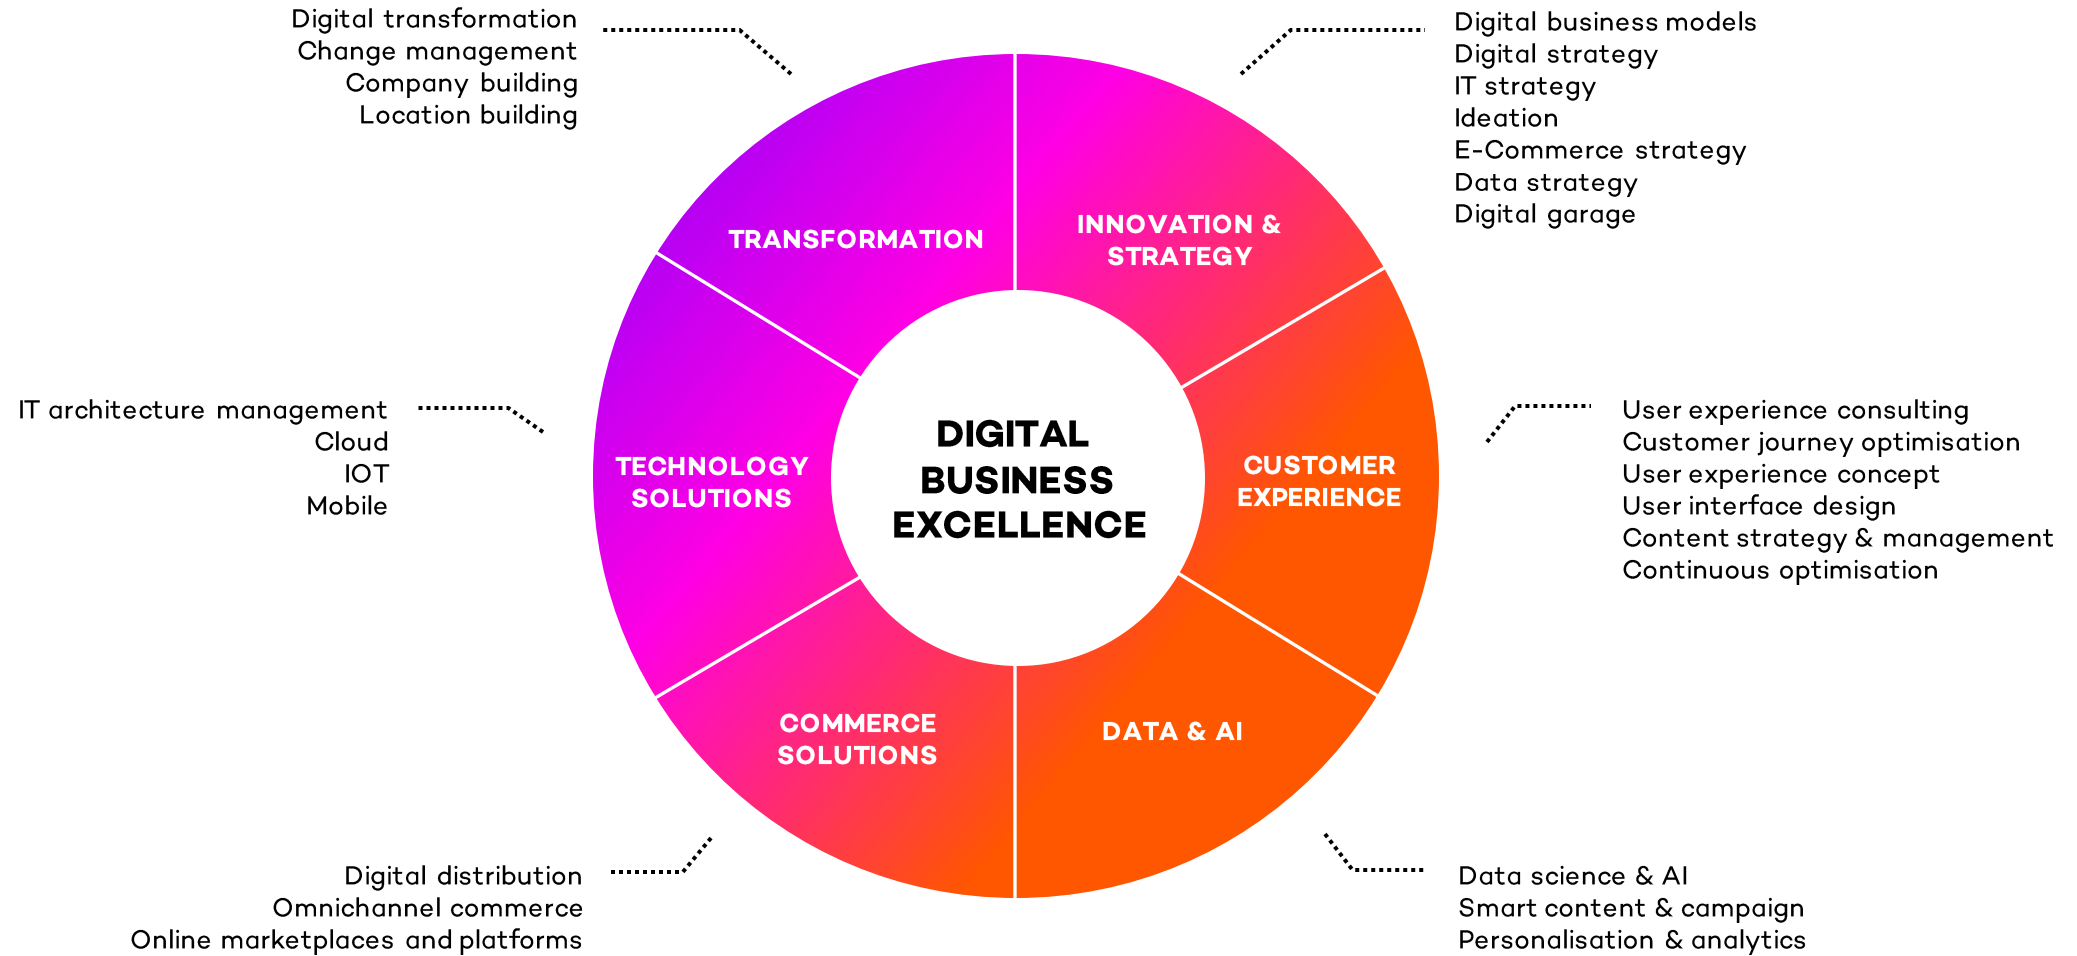 Digital transformation
Change management
Company building
Location building
Digital business models
Digital strategy
IT strategy
Ideation
E-Commerce strategy
Data strategy
Digital garage
TRANSFORMATION
INNOVATION &
STRATEGY
IT architecture management
Cloud
IOT
Mobile
TECHNOLOGY
SOLUTIONS
DIGITAL
BUSINESS
EXCELLENCE
CUSTOMER
EXPERIENCE
User experience consulting
Customer journey optimisation
User experience concept
User interface design
Content strategy & management
Continuous optimisation
COMMERCE
SOLUTIONS
DATA & AI
Digital distribution
Omnichannel commerce
Online marketplaces and platforms
Data science & AI
Smart content & campaign
Personalisation & analytics